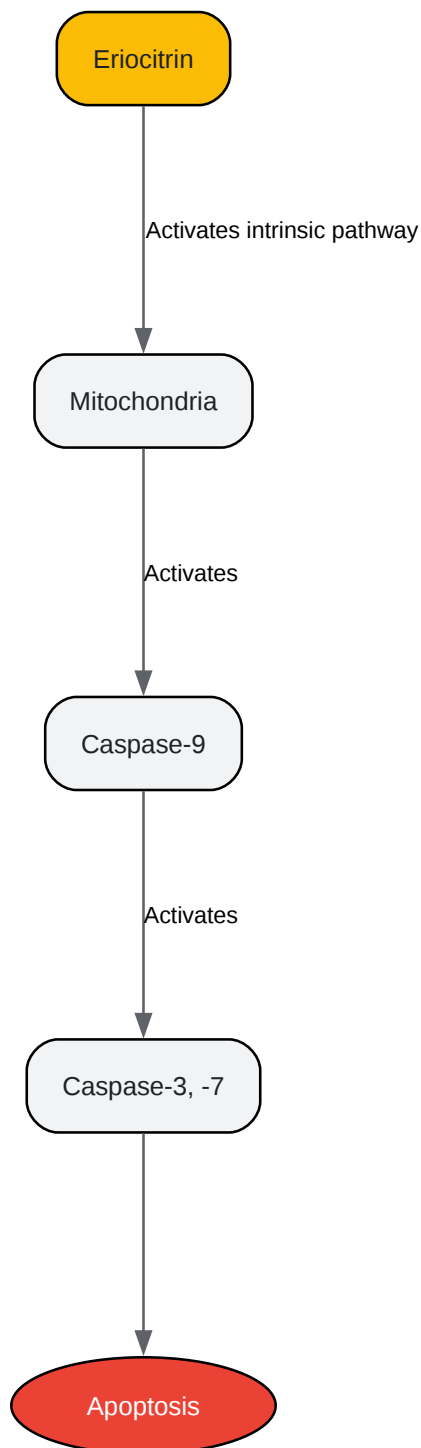 Eriocitrin
Activates intrinsic pathway
Mitochondria
Activates
Caspase-9
Activates
Caspase-3, -7
Apoptosis